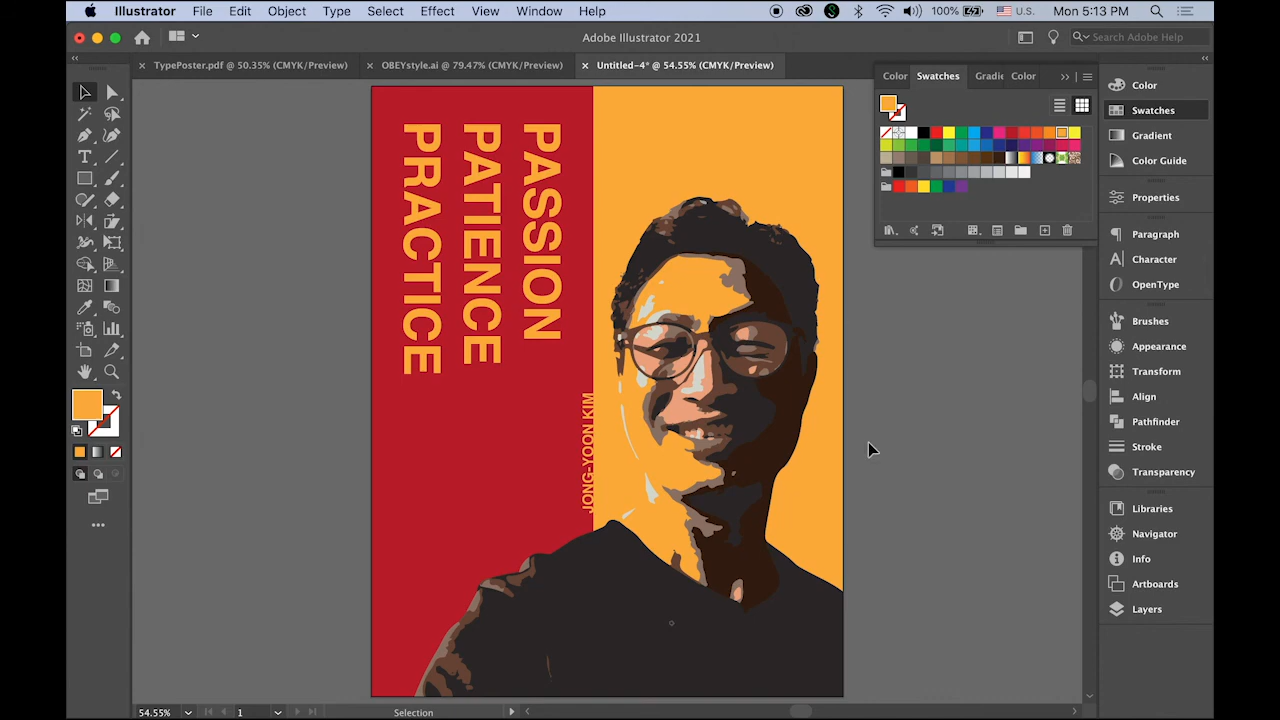 Illustrator File Edit Object Type Select Effect View Window Help 100% U.S. Mon 5:13 PM
Adobe Illustrator 2021 Search Adobe Help
TypePoster.pdf @ 50.35% (CMYK/Preview) OBEYstyle.ai @ 79.47% (CMYK/Preview) Untitled-4* @ 54.55% (CMYK/Preview)
Color Swatches Gradie Color
Color
Swatches
Gradient
Color Guide
Properties
Paragraph
Character
OpenType
Brushes
Appearance
Transform
Align
Pathfinder
Stroke
Transparency
Libraries
Navigator
Info
Artboards
Layers
PASSION
PATIENCE
PRACTICE
JONG-YOON KIM
54.55% 1 Selection